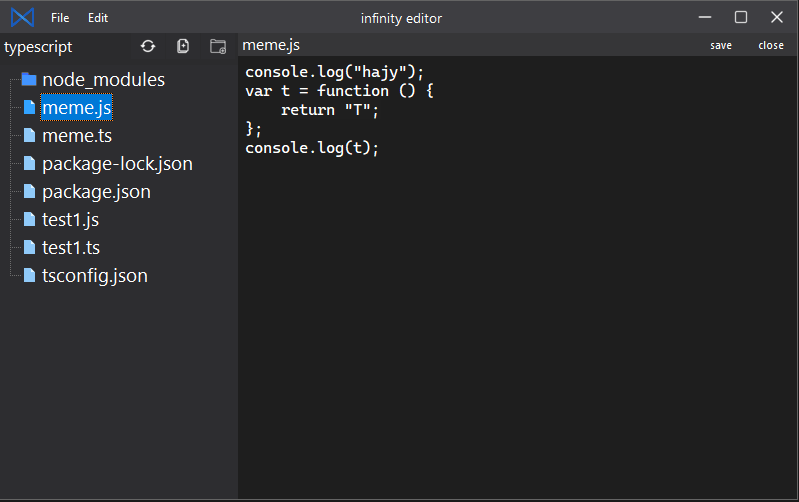 File Edit infinity editor
typescript
node_modules
meme.js
meme.ts
package-lock.json
package.json
test1.js
test1.ts
tsconfig.json
meme.js save close
console.log("hajy");
var t = function () {
    return "T";
};
console.log(t);